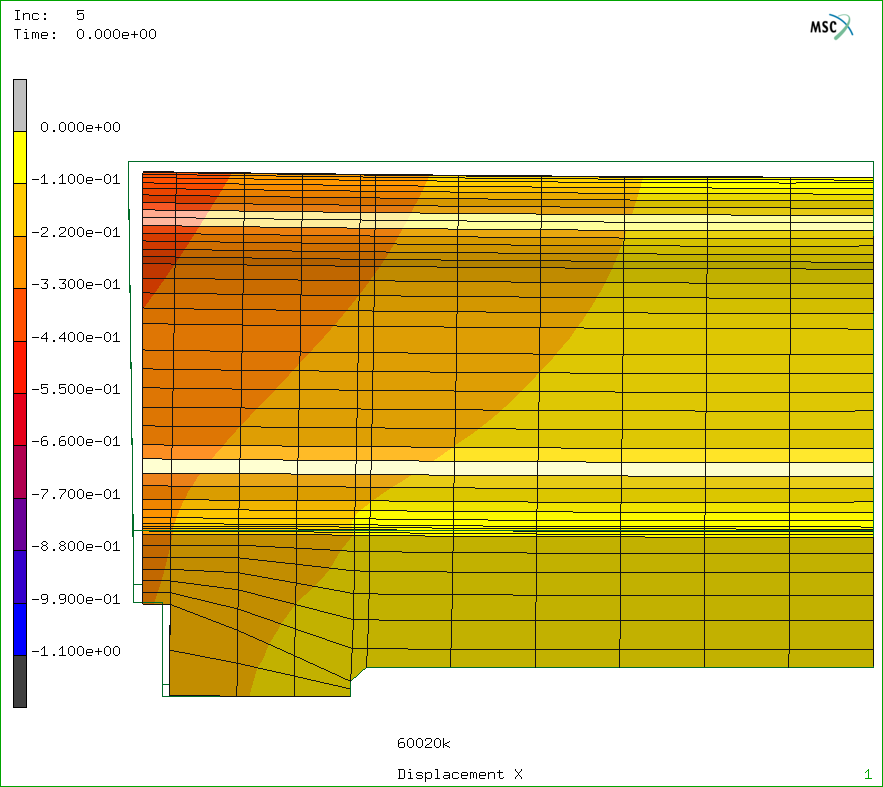 Inc: 5
Time: 0.000e+00
MSC X
0.000e+00
-1.100e-01
-2.200e-01
-3.300e-01
-4.400e-01
-5.500e-01
-6.600e-01
-7.700e-01
-8.800e-01
-9.900e-01
-1.100e+00
60020k
Displacement X
1